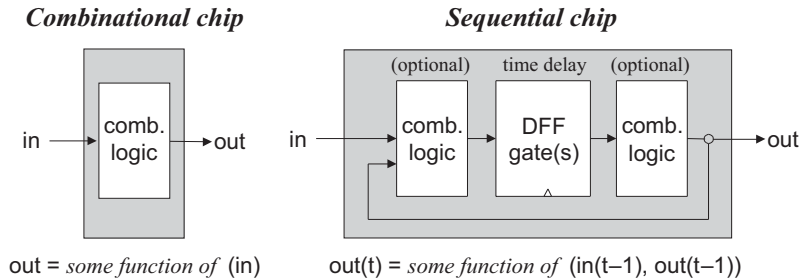 Combinational chip
in
comb.
logic
out
out = some function of (in)
Sequential chip
(optional) time delay (optional)
in
comb.
logic
DFF
gate(s)
comb.
logic
out
out(t) = some function of (in(t–1), out(t–1))